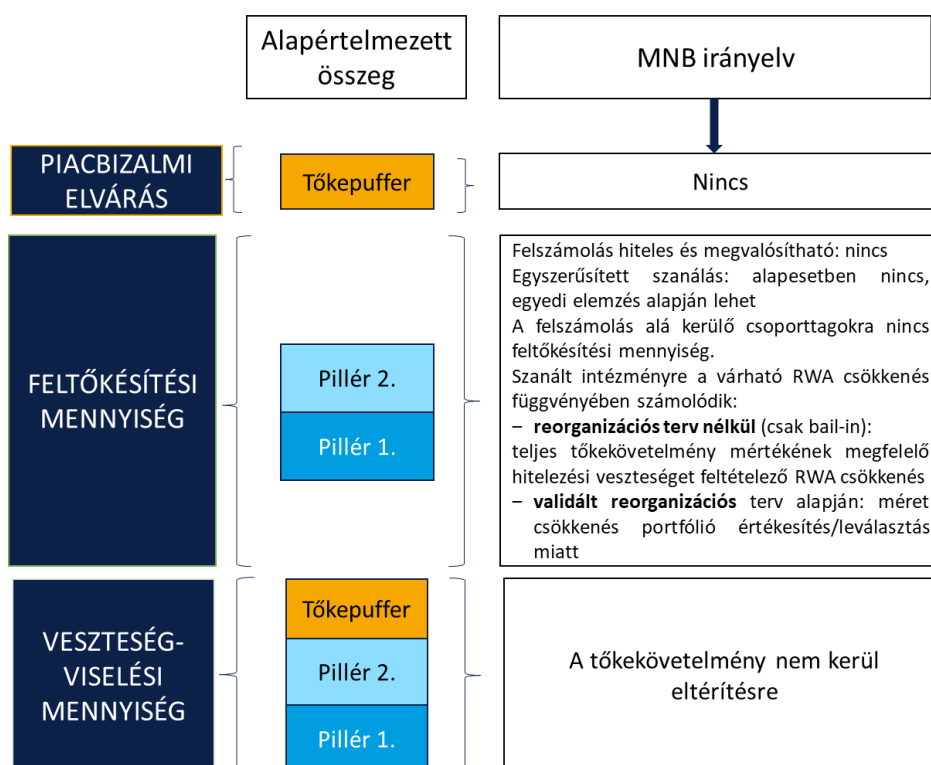 Alapértelmezett
összeg
MNB irányelv
PIACBIZALMI
ELVÁRÁS
Tőkepuffer
Nincs
FELTŐKÉSÍTÉSI
MENNYISÉG
Pillér 2.
Pillér 1.
Felszámolás hiteles és megvalósítható: nincs
Egyszerűsített szanálás: alapesetben nincs,
egyedi elemzés alapján lehet
A felszámolás alá kerülő csoporttagokra nincs
feltőkésítési mennyiség.
Szanált intézményre a várható RWA csökkenés
függvényében számolódik:
– reorganizációs terv nélkül (csak bail-in):
teljes tőkekövetelmény mértékének megfelelő
hitelezési veszteséget feltételező RWA csökkenés
– validált reorganizációs terv alapján: méret
csökkenés portfólió értékesítés/leválasztás
miatt
VESZTESÉG-
VISELÉSI
MENNYISÉG
Tőkepuffer
Pillér 2.
Pillér 1.
A tőkekövetelmény nem kerül
eltérítésre